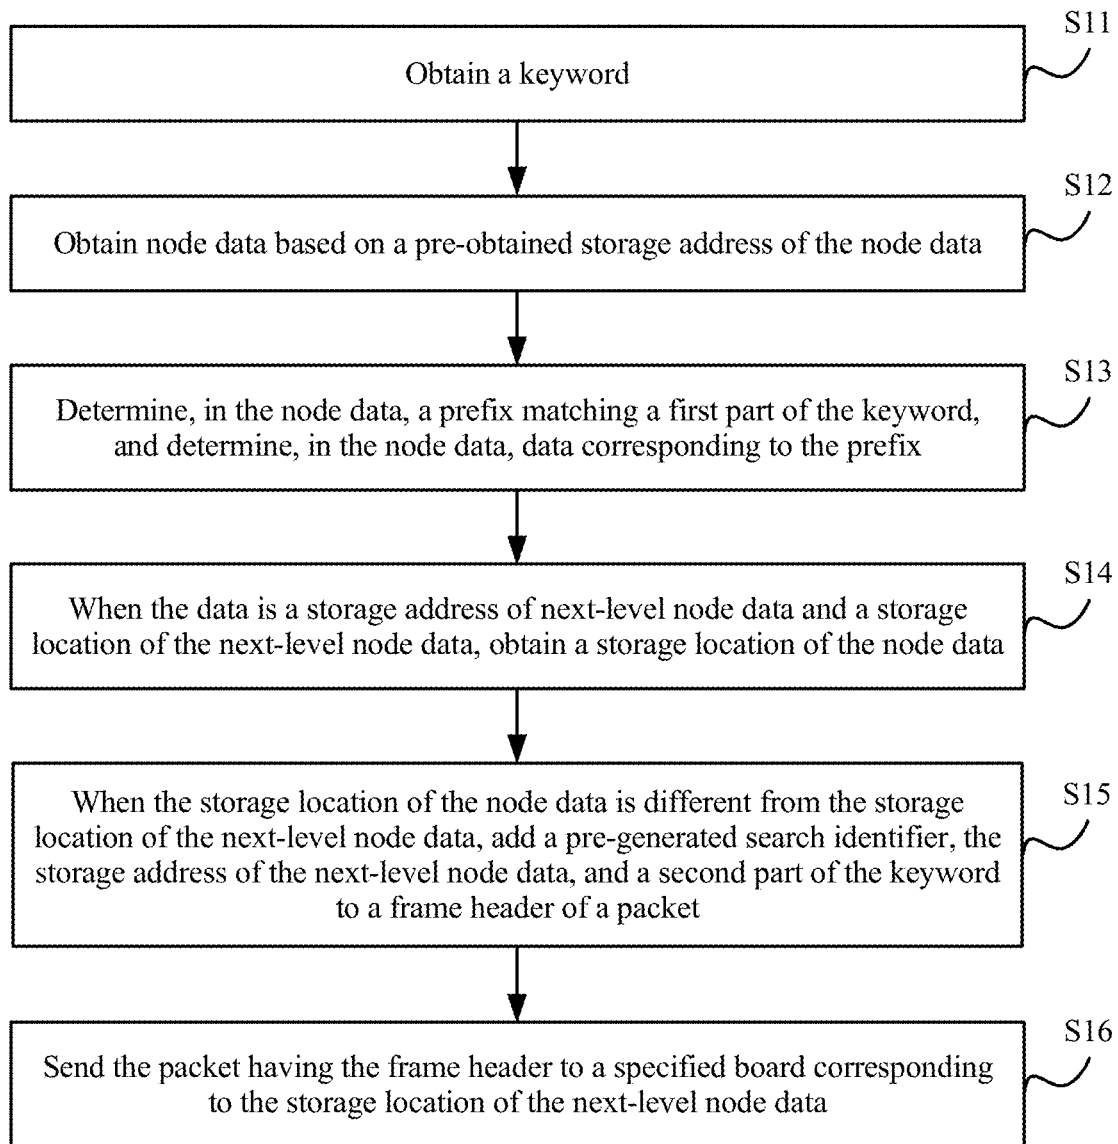 S11
Obtain a keyword
S12
Obtain node data based on a pre-obtained storage address of the node data
S13
Determine, in the node data, a prefix matching a first part of the keyword,
and determine, in the node data, data corresponding to the prefix
S14
When the data is a storage address of next-level node data and a storage
location of the next-level node data, obtain a storage location of the node data
S15
When the storage location of the node data is different from the storage
location of the next-level node data, add a pre-generated search identifier, the
storage address of the next-level node data, and a second part of the keyword
to a frame header of a packet
S16
Send the packet having the frame header to a specified board corresponding
to the storage location of the next-level node data